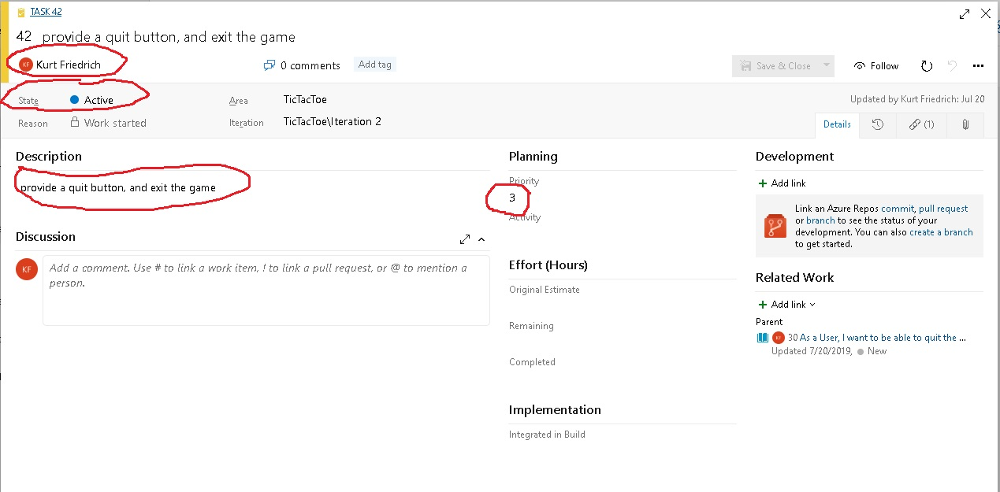 TASK 42
42 provide a quit button, and exit the game
KF Kurt Friedrich
0 comments
Add tag
Save & Close
Follow
State
Active
Area
TicTacToe
Updated by Kurt Friedrich: Jul 20
Reason
Work started
Iteration
TicTacToe\Iteration 2
Details
(1)
Description
provide a quit button, and exit the game
Discussion
KF
Add a comment. Use # to link a work item, ! to link a pull request, or @ to mention a
person.
Planning
Priority
3
Activity
Effort (Hours)
Original Estimate
Remaining
Completed
Implementation
Integrated in Build
Development
+ Add link
Link an Azure Repos commit, pull request
or branch to see the status of your
development. You can also create a branch
to get started.
Related Work
+ Add link
Parent
KF 30 As a User, I want to be able to quit the ...
Updated 7/20/2019, New